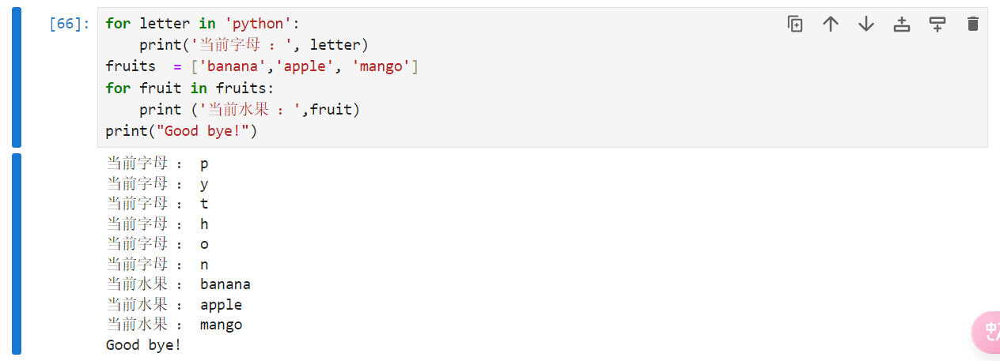 [66]: for letter in 'python':
    print('当前字母 : ', letter)
fruits  = ['banana','apple', 'mango']
for fruit in fruits:
    print ('当前水果 : ',fruit)
print("Good bye!")
当前字母 :  p
当前字母 :  y
当前字母 :  t
当前字母 :  h
当前字母 :  o
当前字母 :  n
当前水果 :  banana
当前水果 :  apple
当前水果 :  mango
Good bye!
中